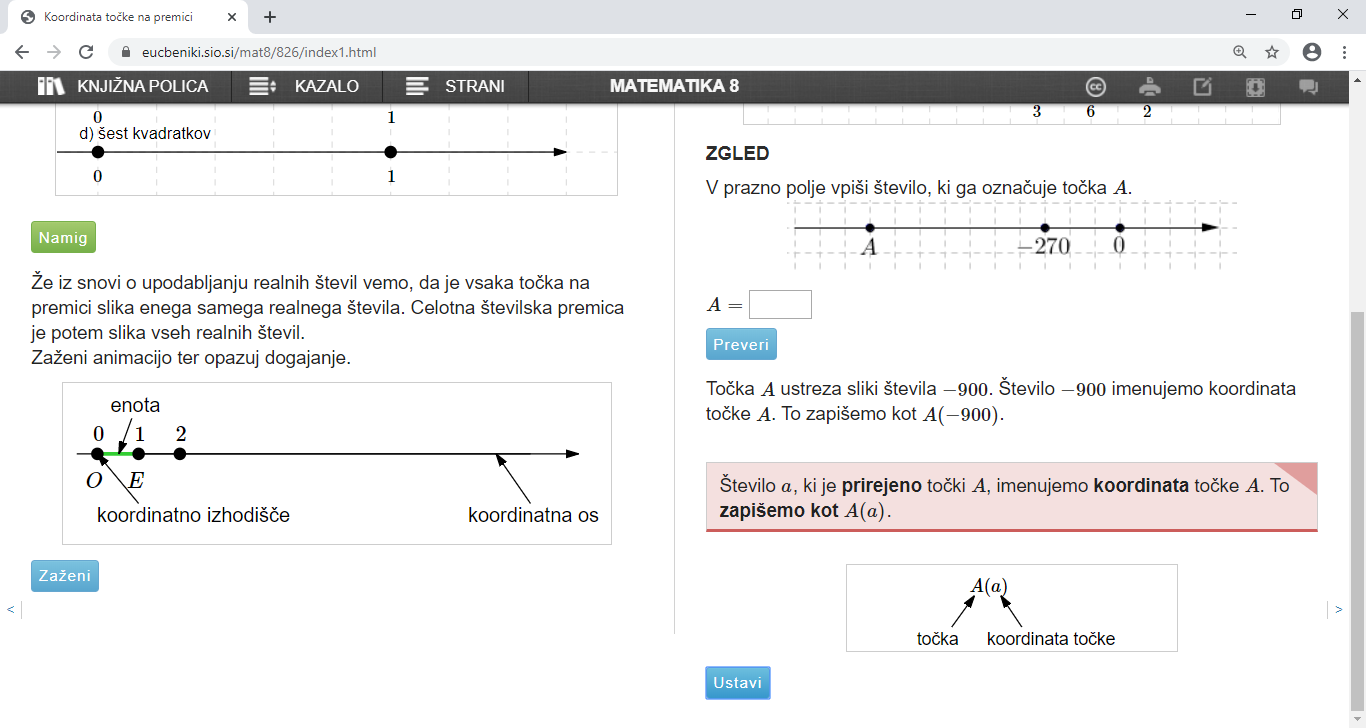 Koordinata točke na premici
eucbeniki.sio.si/mat8/826/index1.html
KNJIŽNA POLICA
KAZALO
STRANI
MATEMATIKA 8
cc
0 1
d) šest kvadratkov
0 1
Namig
Že iz snovi o upodabljanju realnih števil vemo, da je vsaka točka na
premici slika enega samega realnega števila. Celotna številska premica
je potem slika vseh realnih števil.
Zaženi animacijo ter opazuj dogajanje.
enota
0 1 2
O E
koordinatno izhodišče
koordinatna os
Zaženi
<
3 6 2
ZGLED
V prazno polje vpiši število, ki ga označuje točka A.
A −270 0
A =
Preveri
Točka A ustreza sliki števila −900. Število −900 imenujemo koordinata
točke A. To zapišemo kot A(−900).
Število a, ki je prirejeno točki A, imenujemo koordinata točke A. To
zapišemo kot A(a).
A(a)
točka koordinata točke
Ustavi
>